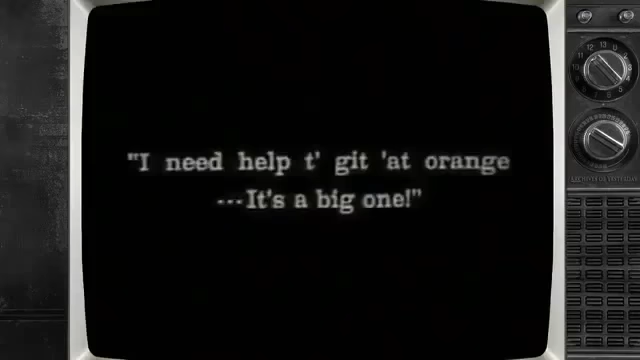 "I need help t' git 'at orange
---It's a big one!"